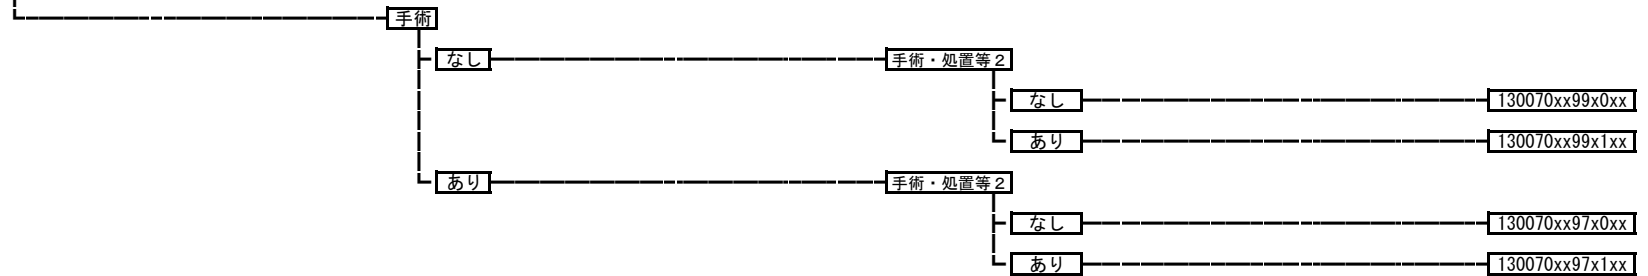 手術
なし 手術・処置等２
なし 130070xx99x0xx
あり 130070xx99x1xx
あり 手術・処置等２
なし 130070xx97x0xx
あり 130070xx97x1xx